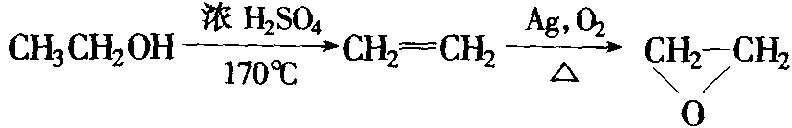 CH₃CH₂OH 浓 H₂SO₄ 170℃ CH₂═CH₂ Ag,O₂ △ CH₂—CH₂
O